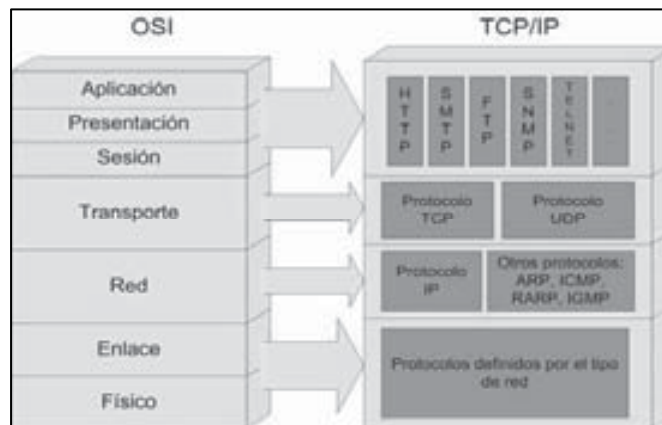 OSI
TCP/IP
Aplicación
Presentación
Sesión
Transporte
Red
Enlace
Físico
HTTP
SMTP
FTP
SNMP
TELNET
Protocolo
TCP
Protocolo
UDP
Protocolo
IP
Otros protocolos:
ARP, ICMP,
RARP, IGMP
Protocolos definidos por el tipo
de red